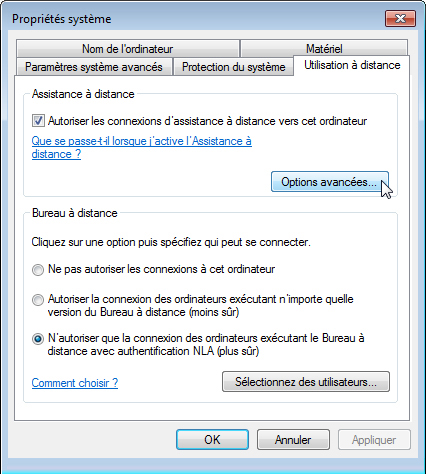 Propriétés système
Nom de l'ordinateur
Matériel
Paramètres système avancés
Protection du système
Utilisation à distance
Assistance à distance
Autoriser les connexions d'assistance à distance vers cet ordinateur
Que se passe-t-il lorsque j'active l'Assistance à
distance ?
Options avancées...
Bureau à distance
Cliquez sur une option puis spécifiez qui peut se connecter.
Ne pas autoriser les connexions à cet ordinateur
Autoriser la connexion des ordinateurs exécutant n'importe quelle
version du Bureau à distance (moins sûr)
N'autoriser que la connexion des ordinateurs exécutant le Bureau à
distance avec authentification NLA (plus sûr)
Comment choisir ?
Sélectionnez des utilisateurs...
OK
Annuler
Appliquer